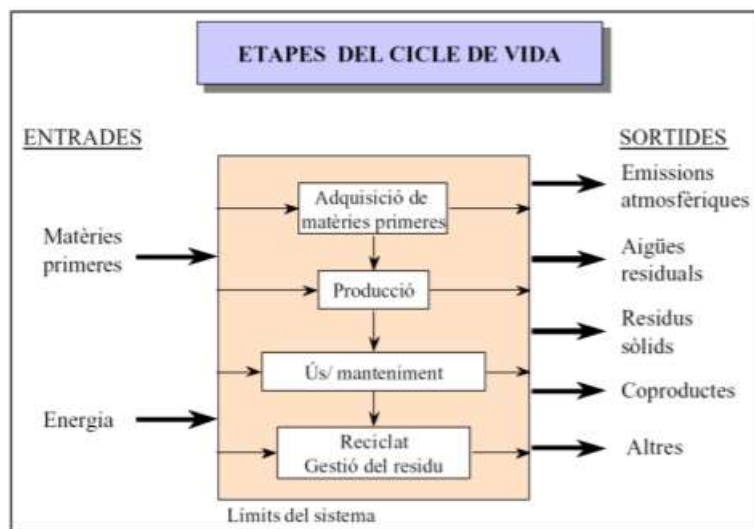 ETAPES DEL CICLE DE VIDA
ENTRADES
SORTIDES
Matèries
primeres
Energia
Adquisició de
matèries primeres
Producció
Ús/ manteniment
Reciclat
Gestió del residu
Límits del sistema
Emissions
atmosfèriques
Aigües
residuals
Residus
sòlids
Coproductes
Altres